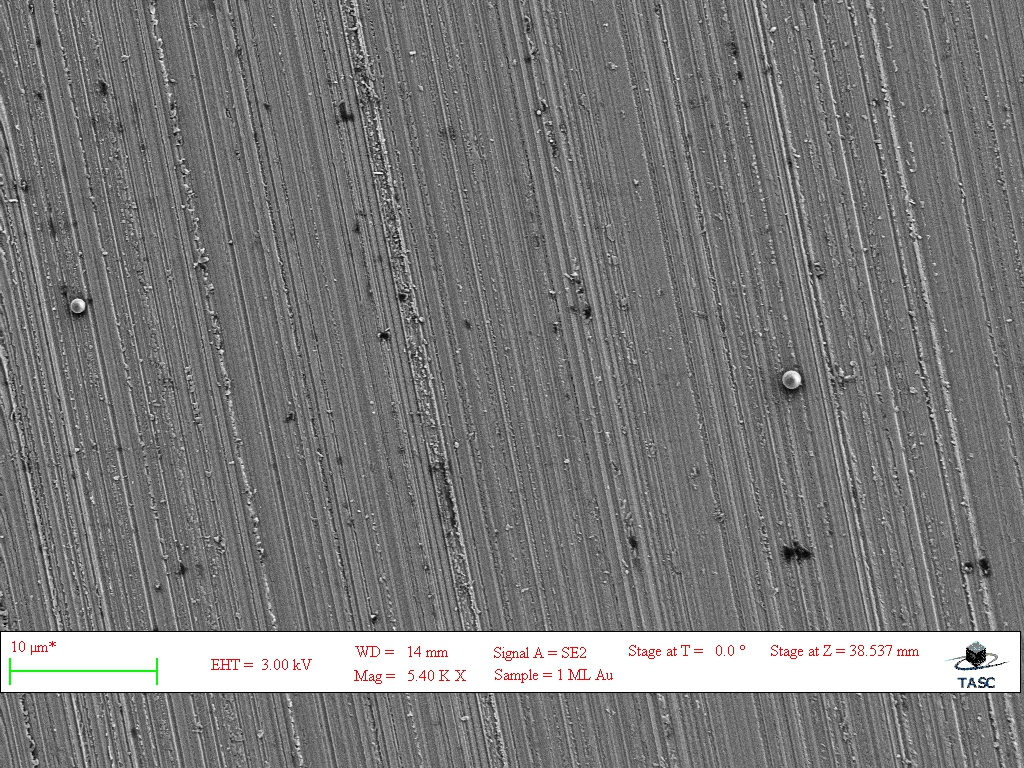 10 µm*
EHT = 3.00 kV
WD = 14 mm
Mag = 5.40 K X
Signal A = SE2
Sample = 1 ML Au
Stage at T = 0.0 °
Stage at Z = 38.537 mm
TASC